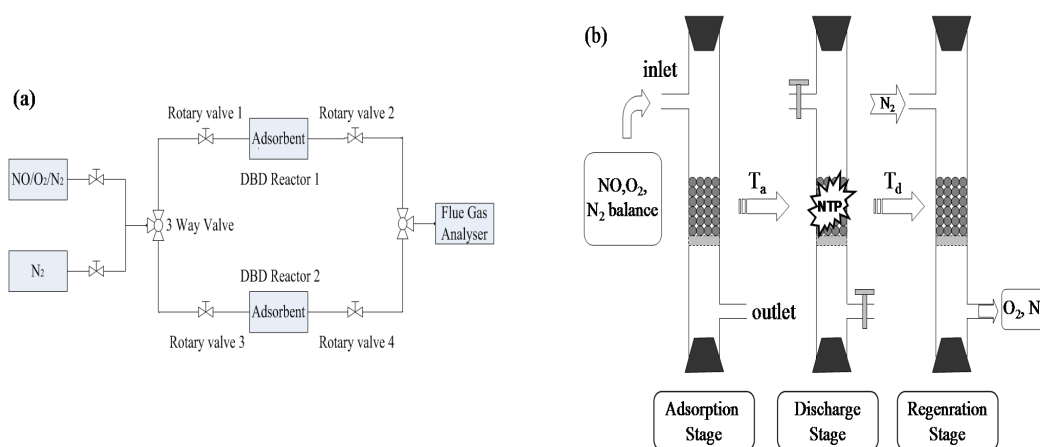 (a)
Rotary valve 1
Rotary valve 2
Adsorbent
NO/O₂/N₂
DBD Reactor 1
3 Way Valve
Flue Gas
Analyser
N₂
DBD Reactor 2
Adsorbent
Rotary valve 3
Rotary valve 4
(b)
inlet
N₂
NO,O₂,
N₂ balance
Tₐ
NTP
T_d
outlet
O₂, N
Adsorption
Stage
Discharge
Stage
Regenration
Stage